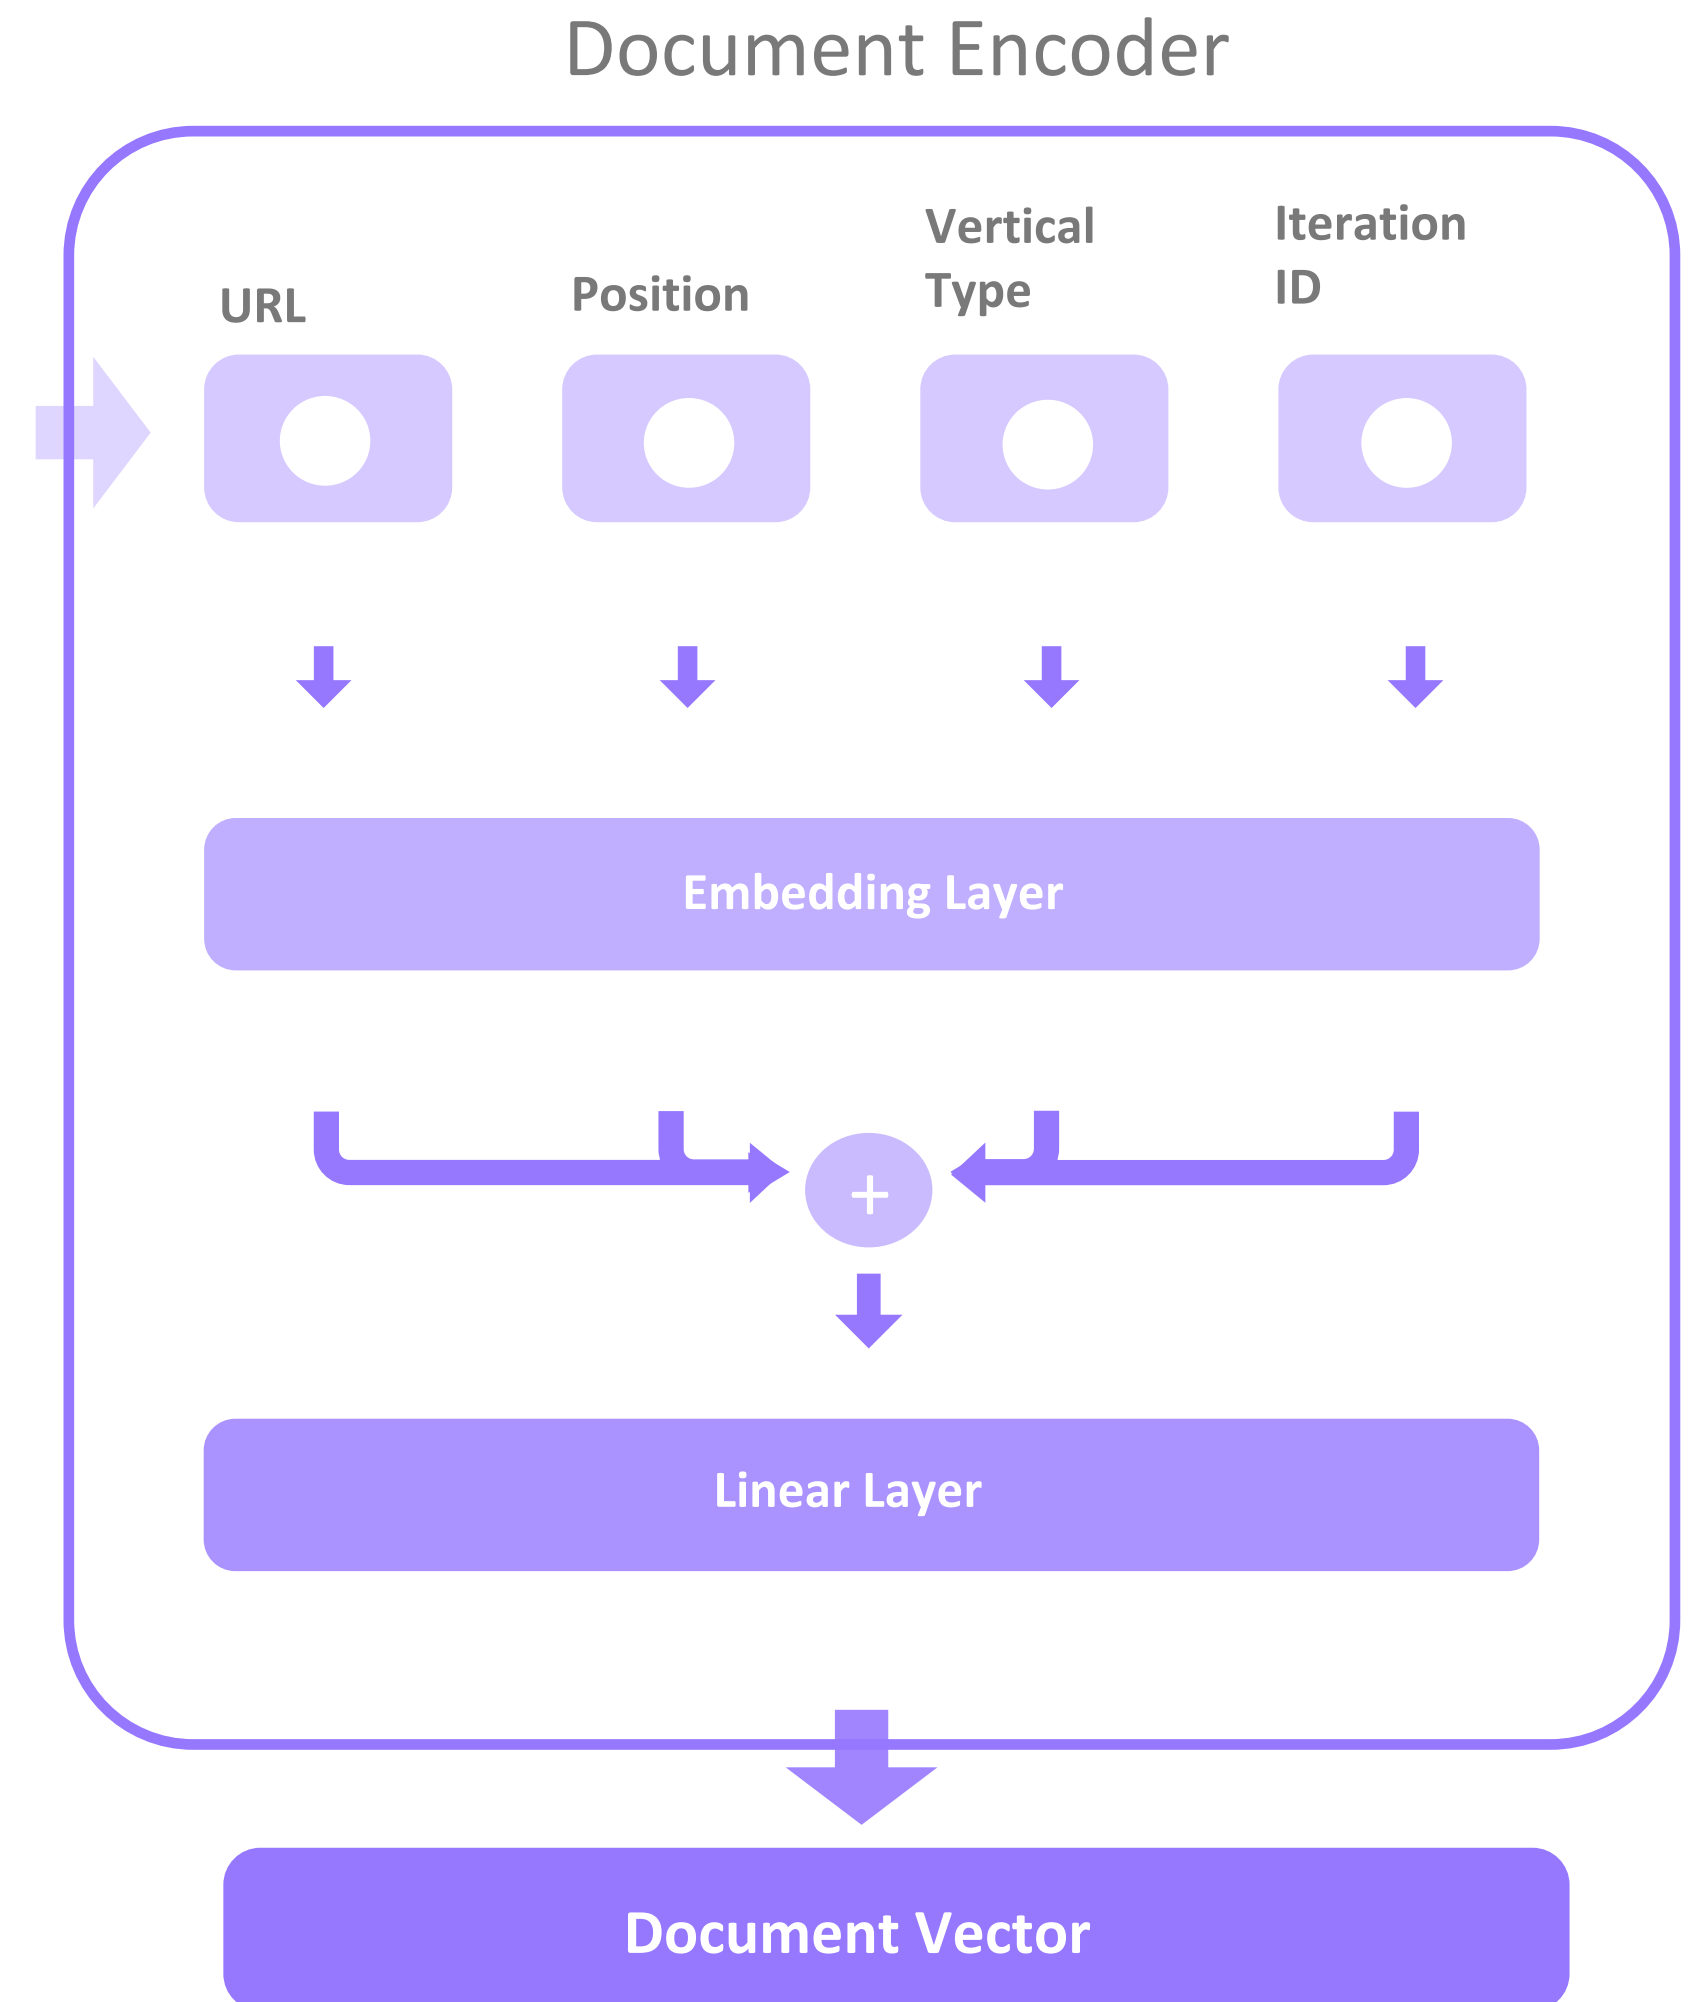 Document Encoder
URL
Position
Vertical
Type
Iteration
ID
Embedding Layer
+
Linear Layer
Document Vector